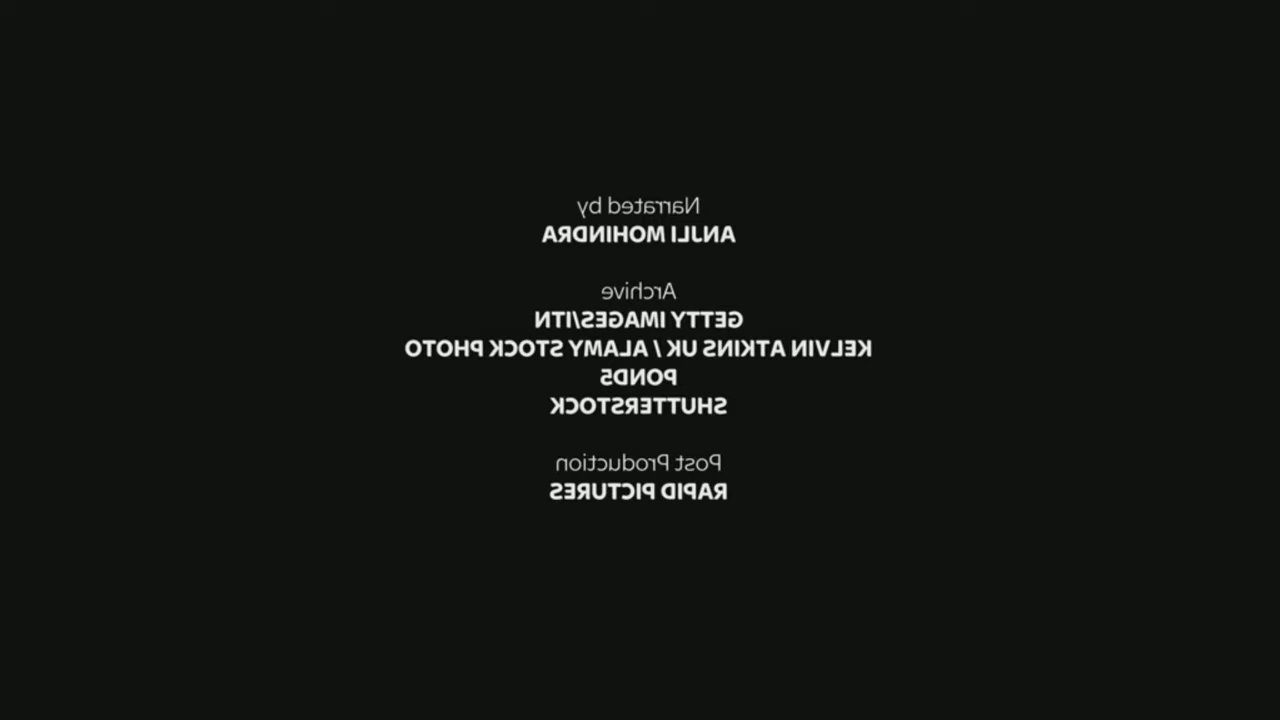 Narrated by
ANJLI MOHINDRA
Archive
GETTY IMAGES/ITN
KELVIN ATKINS UK / ALAMY STOCK PHOTO
POND5
SHUTTERSTOCK
Post Production
RAPID PICTURES